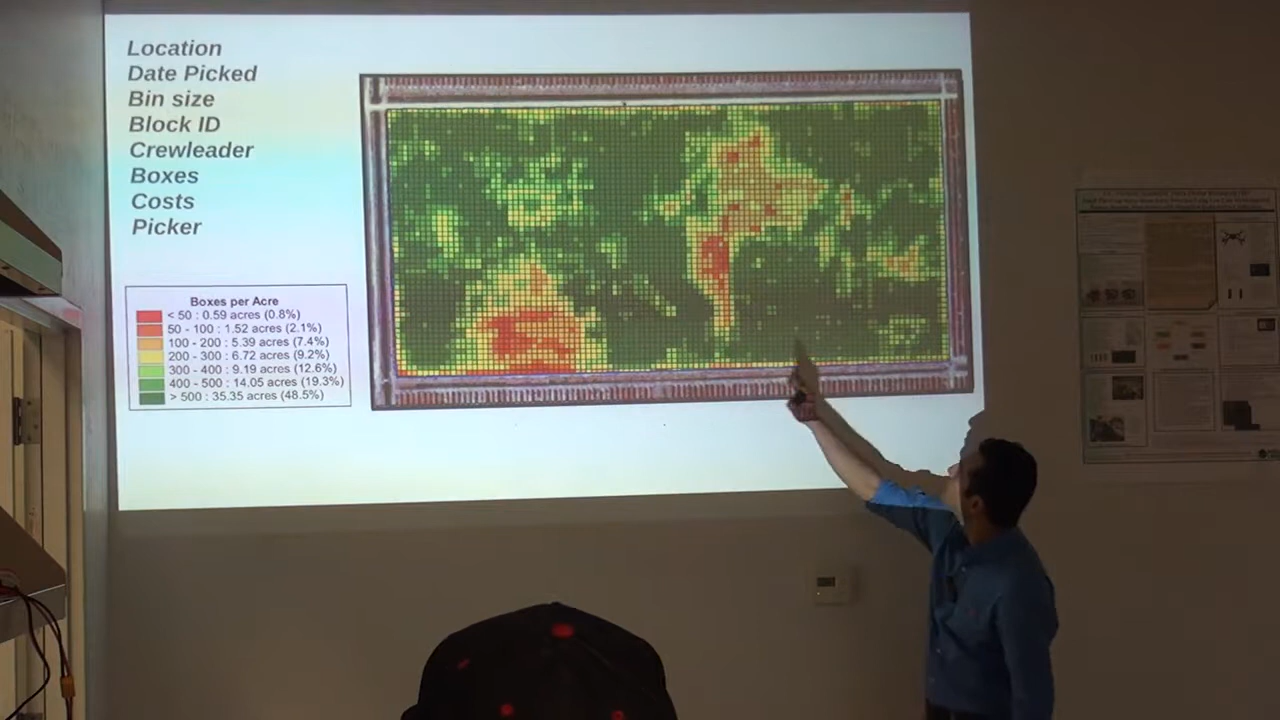 Location
Date Picked
Bin size
Block ID
Crewleader
Boxes
Costs
Picker
Boxes per Acre
< 50 : 0.59 acres (0.8%)
50 - 100 : 1.52 acres (2.1%)
100 - 200 : 5.39 acres (7.4%)
200 - 300 : 6.72 acres (9.2%)
300 - 400 : 9.19 acres (12.6%)
400 - 500 : 14.05 acres (19.3%)
> 500 : 35.35 acres (48.5%)